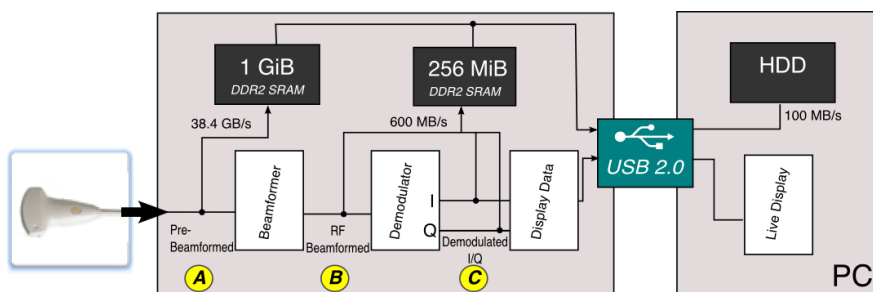 1 GiB
DDR2 SRAM
256 MiB
DDR2 SRAM
HDD
38.4 GB/s
600 MB/s
100 MB/s
USB 2.0
Beamformer
Demodulator
I
Q
Display Data
Live Display
Pre-
Beamformed
RF
Beamformed
Demodulated
I/Q
A
B
C
PC